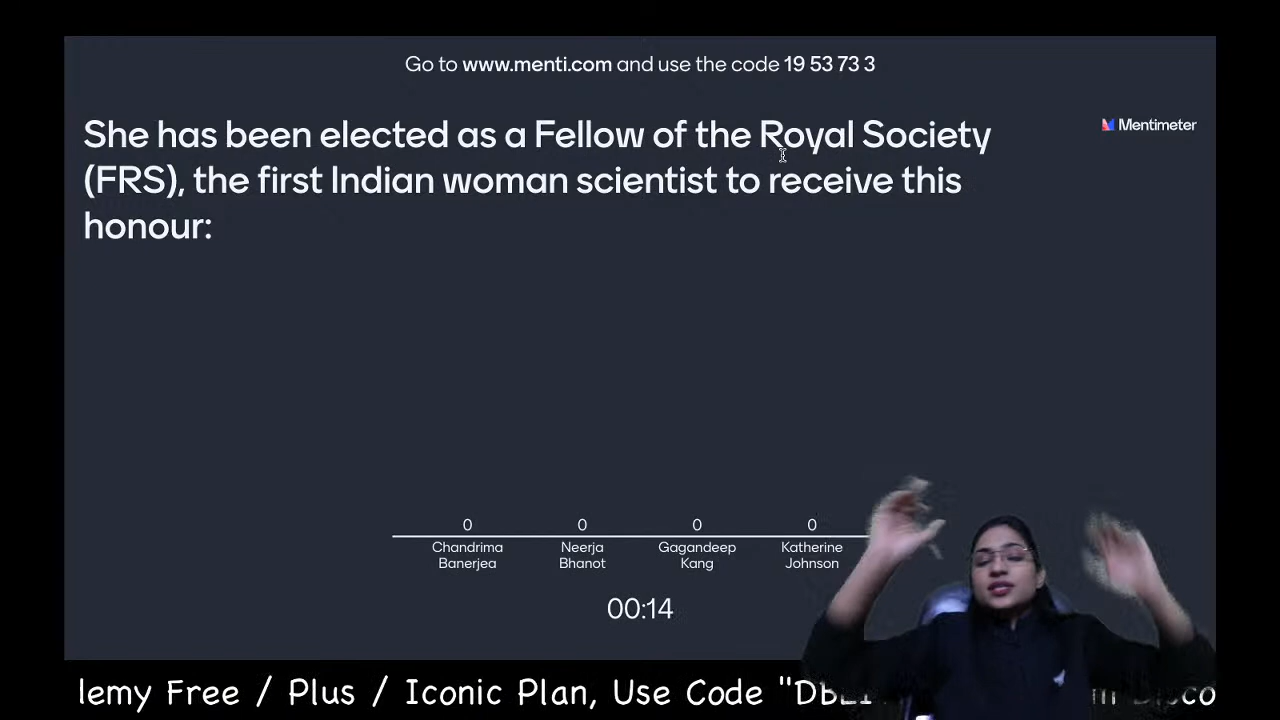 Go to www.menti.com and use the code 19 53 73 3
Mentimeter
She has been elected as a Fellow of the Royal Society
(FRS), the first Indian woman scientist to receive this
honour:
0 0 0 0
Chandrima Banerjea
Neerja Bhanot
Gagandeep Kang
Katherine Johnson
00:14
lemy Free / Plus / Iconic Plan, Use Code "